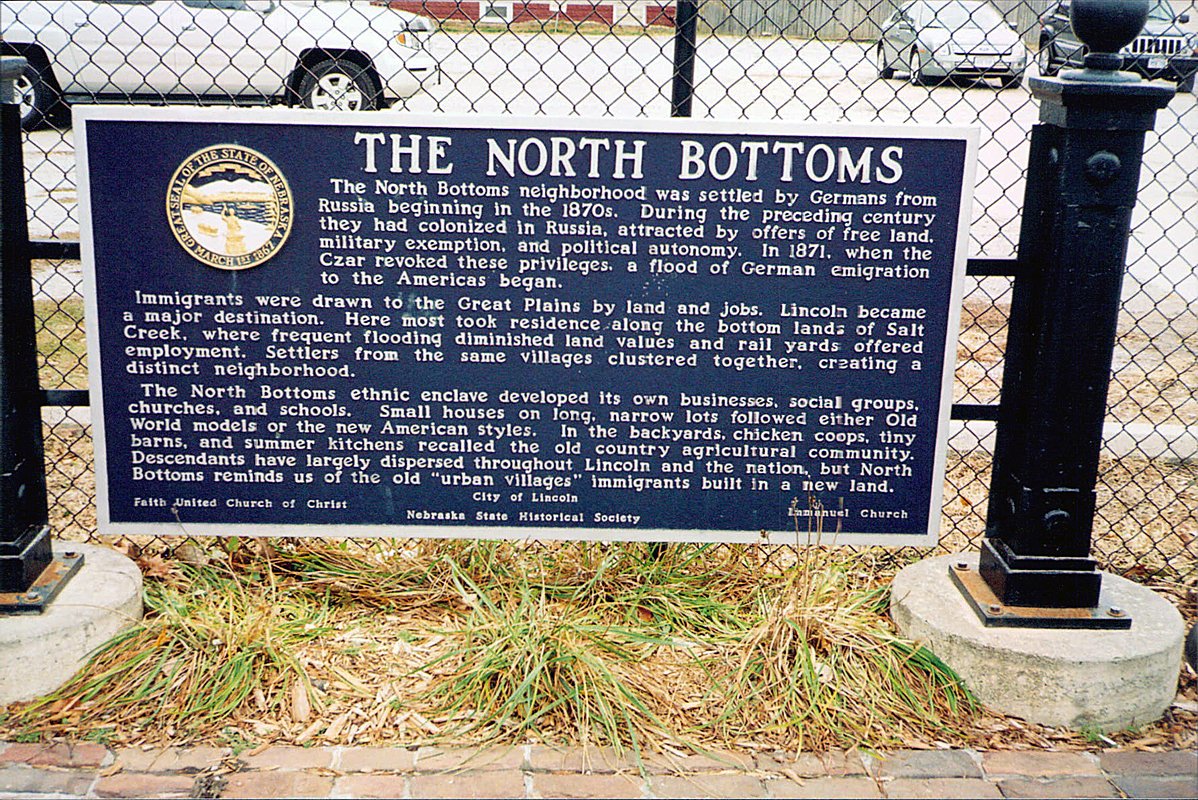 THE NORTH BOTTOMS
GREAT SEAL OF THE STATE OF NEBRASKA
MARCH 1ST 1867
The North Bottoms neighborhood was settled by Germans from
Russia beginning in the 1870s. During the preceding century
they had colonized in Russia, attracted by offers of free land,
military exemption, and political autonomy. In 1871, when the
Czar revoked these privileges, a flood of German emigration
to the Americas began.
Immigrants were drawn to the Great Plains by land and jobs. Lincoln became
a major destination. Here most took residence along the bottom lands of Salt
Creek, where frequent flooding diminished land values and rail yards offered
employment. Settlers from the same villages clustered together, creating a
distinct neighborhood.
The North Bottoms ethnic enclave developed its own businesses, social groups,
churches, and schools. Small houses on long, narrow lots followed either Old
World models or the new American styles. In the backyards, chicken coops, tiny
barns, and summer kitchens recalled the old country agricultural community.
Descendants have largely dispersed throughout Lincoln and the nation, but North
Bottoms reminds us of the old "urban villages" immigrants built in a new land.
Faith United Church of Christ
City of Lincoln
Nebraska State Historical Society
Immanuel Church